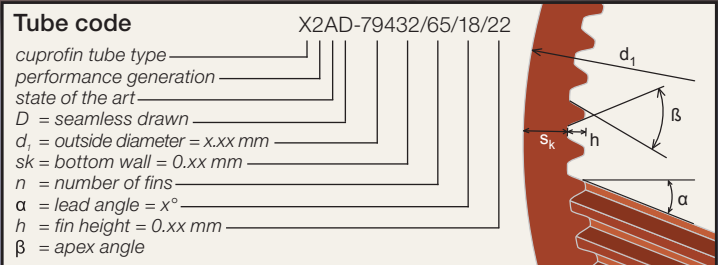 Tube code X2AD-79432/65/18/22
cuprofin tube type
performance generation
state of the art
D = seamless drawn
d₁ = outside diameter = x.xx mm
sk = bottom wall = 0.xx mm
n = number of fins
α = lead angle = x°
h = fin height = 0.xx mm
β = apex angle
d₁
ß
sₖ h
α